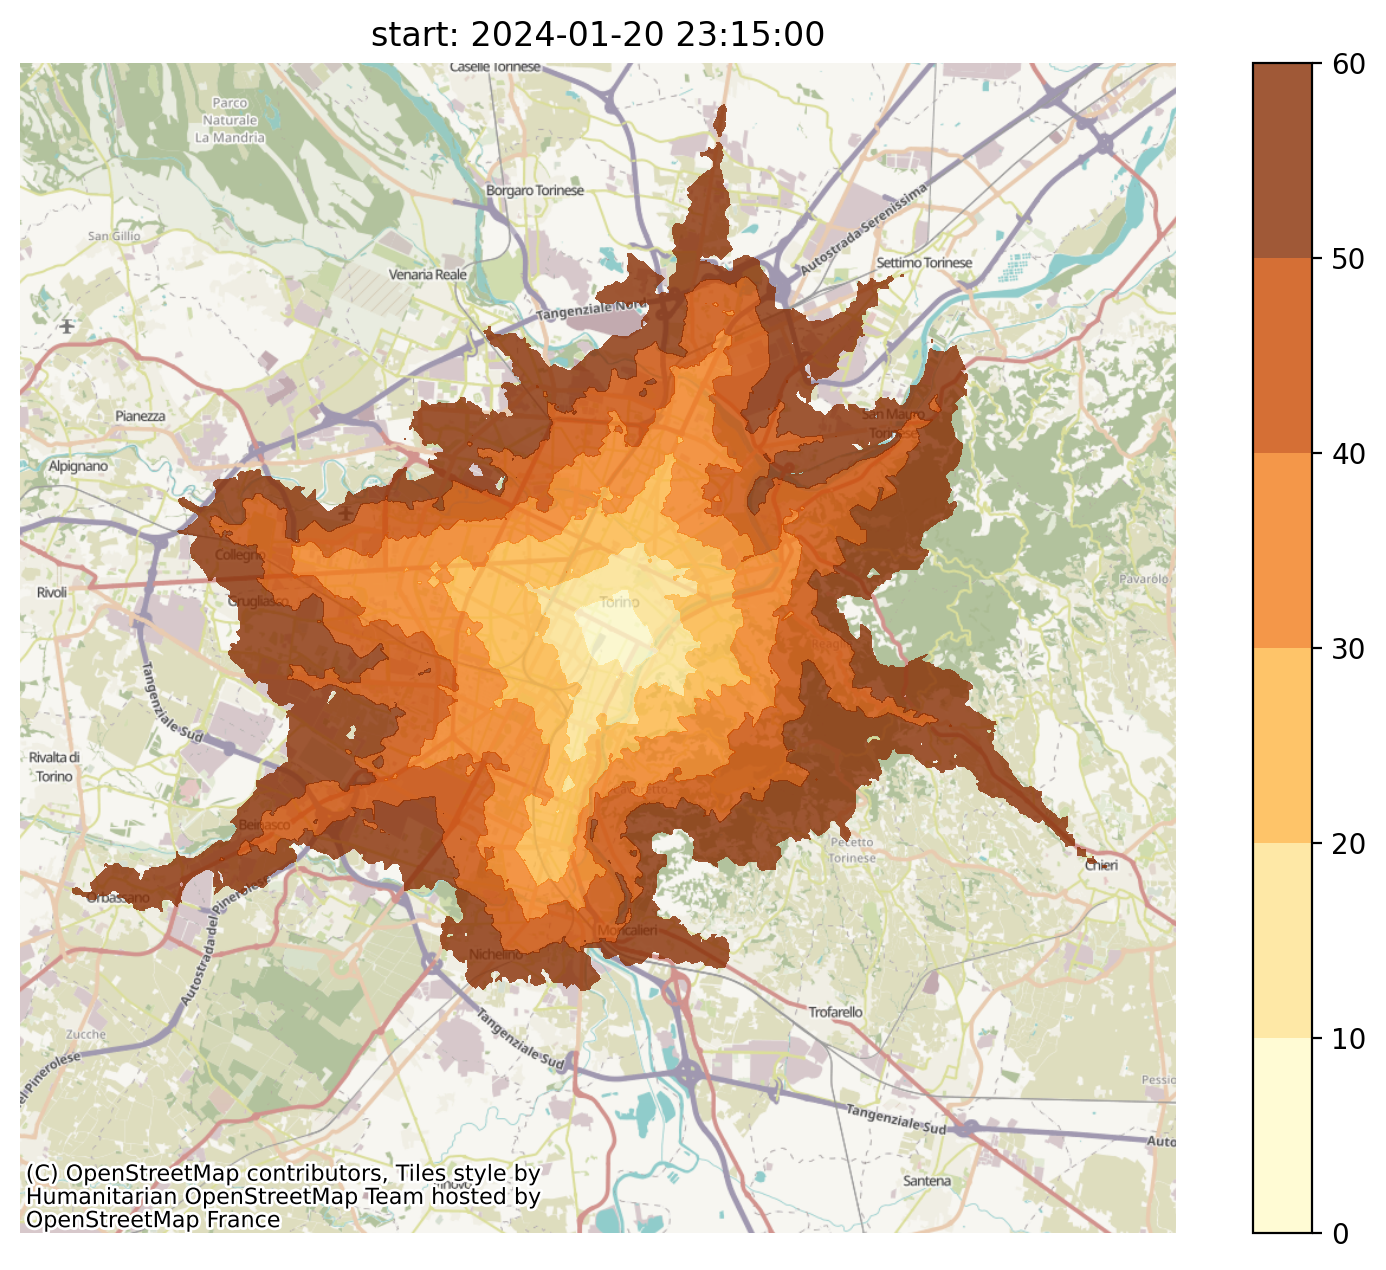 start: 2024-01-20 23:15:00
Caselle Torinese
Parco
Naturale
La Mandria
Borgaro Torinese
San Gillio
Autostrada Serenissima
Venaria Reale
Settimo Torinese
Tangenziale Nord
Pianezza
San Mauro
Torinese
Alpignano
Collegno
Pavarolo
Rivoli
Grugliasco
Torino
Tangenziale Sud
Rivalta di
Torino
Beinasco
Pecetto
Torinese
Chieri
Orbassano
Autostrada del Pinerolese
Moncalieri
Nichelino
Trofarello
Zucche
Tangenziale Sud
Pinerolese
Pessio
Tangenziale Sud
Auto
Santena
(C) OpenStreetMap contributors, Tiles style by
Humanitarian OpenStreetMap Team hosted by
OpenStreetMap France
60
50
40
30
20
10
0